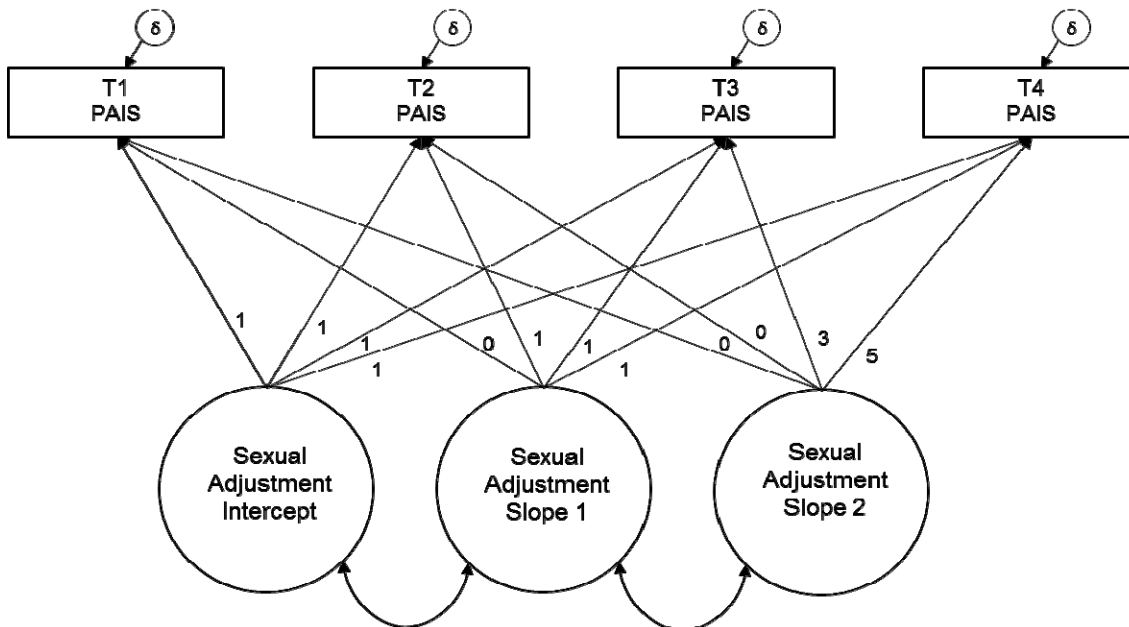 δ δ δ δ
T1 T2 T3 T4
PAIS PAIS PAIS PAIS
1 1 1 1 0 1 1 1 0 0 3 5
Sexual Adjustment Intercept
Sexual Adjustment Slope 1
Sexual Adjustment Slope 2